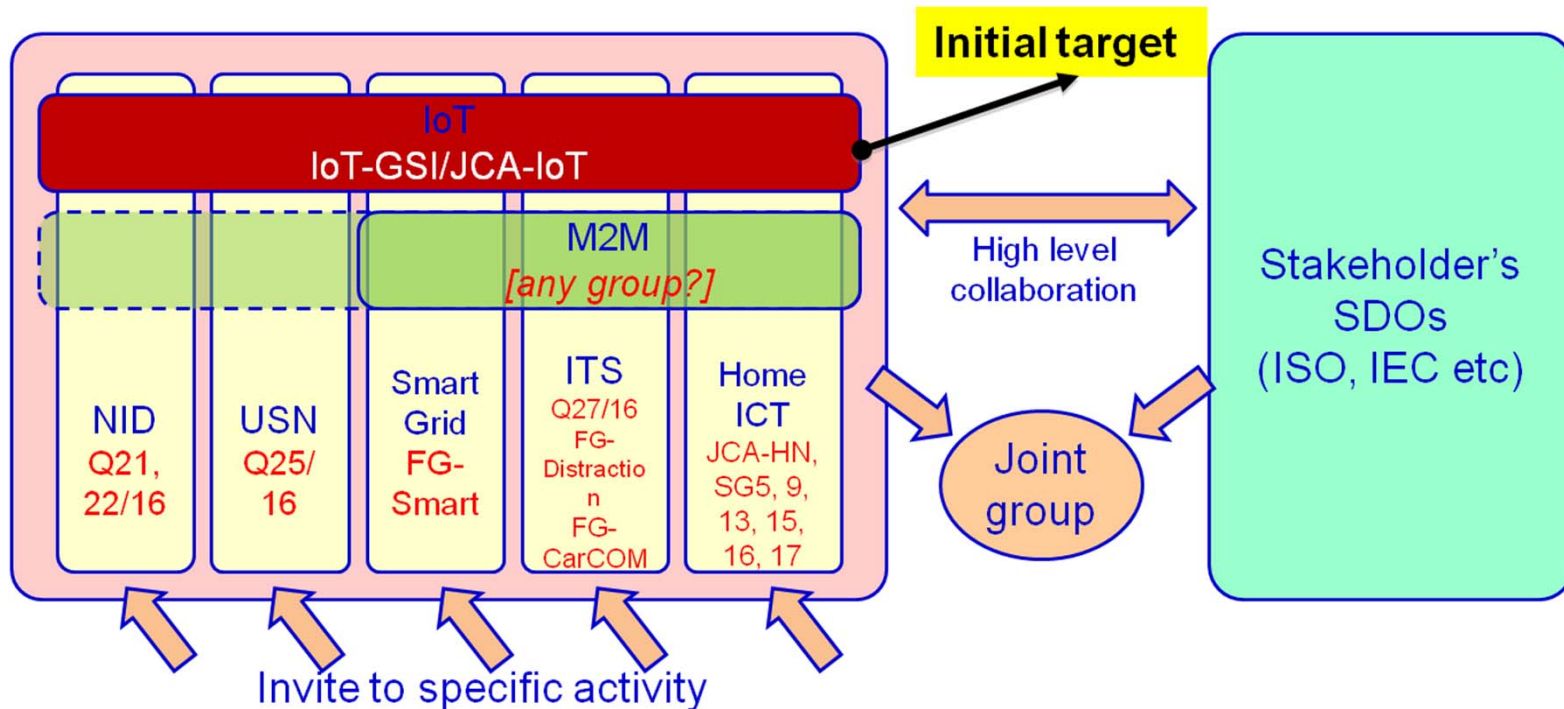 Initial target
IoT
IoT-GSI/JCA-IoT
M2M
[any group?]
NID
Q21,
22/16
USN
Q25/
16
Smart
Grid
FG-
Smart
ITS
Q27/16
FG-
Distractio
n
FG-
CarCOM
Home
ICT
JCA-HN,
SG5, 9,
13, 15,
16, 17
High level
collaboration
Joint
group
Stakeholder’s
SDOs
(ISO, IEC etc)
Invite to specific activity